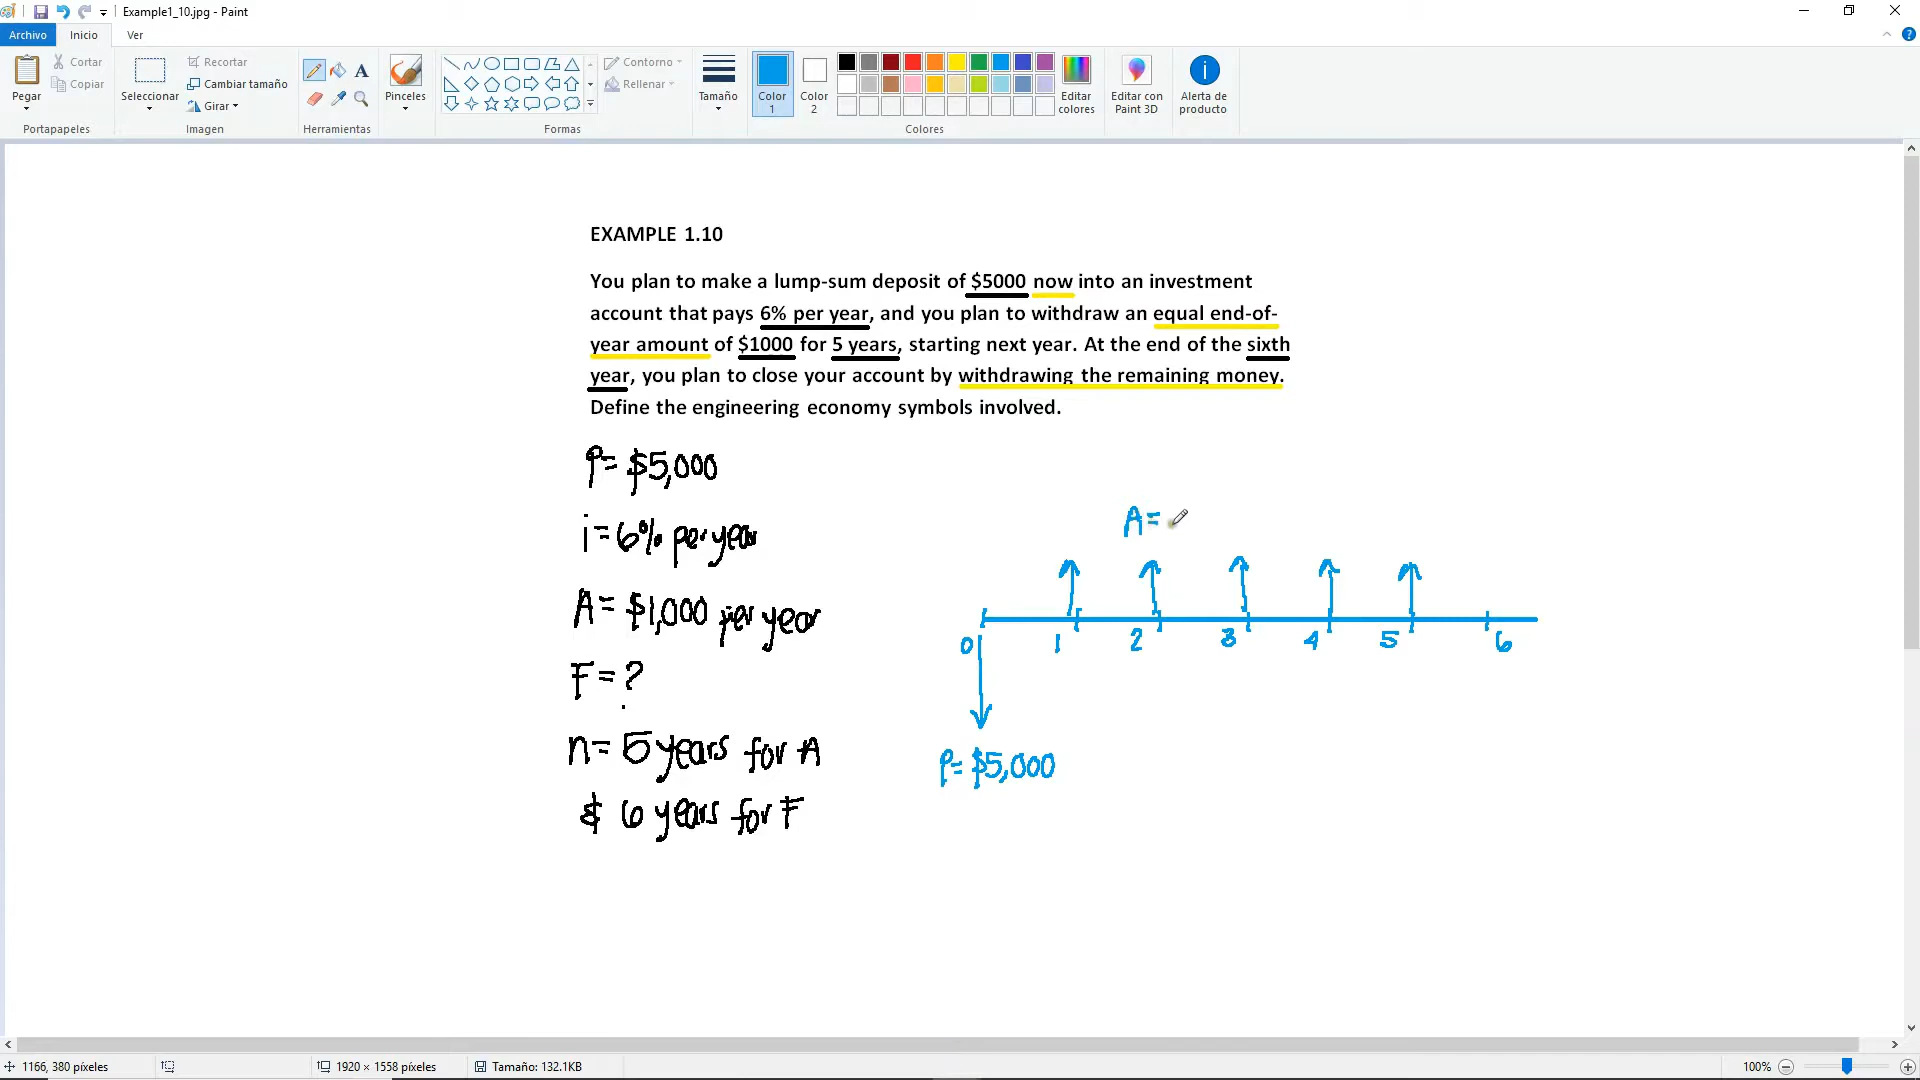 Example1_10.jpg - Paint
Archivo Inicio Ver
Pegar
Cortar
Copiar
Portapapeles
Seleccionar
Recortar
Cambiar tamaño
Girar
Imagen
A
Herramientas
Pinceles
Contorno
Rellenar
Formas
Tamaño
Color 1
Color 2
Editar colores
Colores
Editar con Paint 3D
Alerta de producto
EXAMPLE 1.10
You plan to make a lump-sum deposit of $5000 now into an investment
account that pays 6% per year, and you plan to withdraw an equal end-of-
year amount of $1000 for 5 years, starting next year. At the end of the sixth
year, you plan to close your account by withdrawing the remaining money.
Define the engineering economy symbols involved.
P= $5,000
i=6% per year
A= $1,000 per year
F = ?
n= 5 years for A
& 6 years for F
A=
0 1 2 3 4 5 6
P= $5,000
1166, 380 píxeles
1920 × 1558 píxeles
Tamaño: 132.1KB
100%